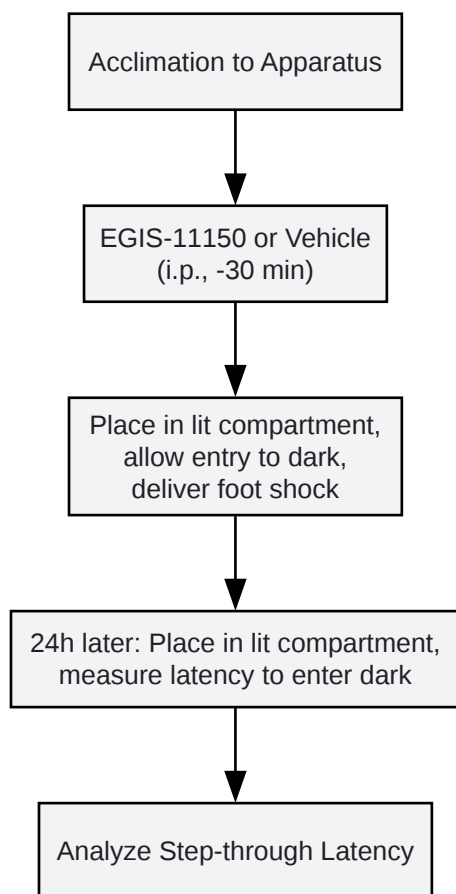 Acclimation to Apparatus
EGIS-11150 or Vehicle
(i.p., -30 min)
Place in lit compartment,
allow entry to dark,
deliver foot shock
24h later: Place in lit compartment,
measure latency to enter dark
Analyze Step-through Latency